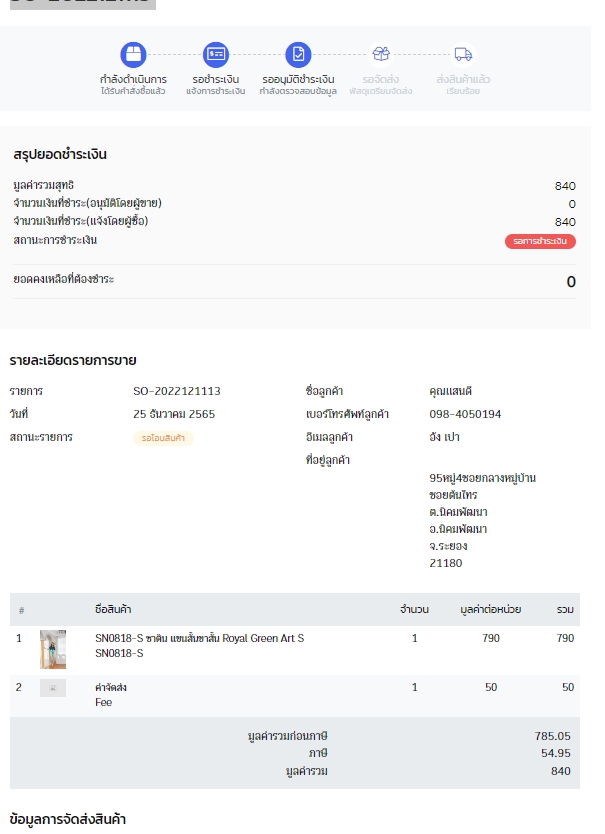 กำลังดำเนินการ
ได้รับคำสั่งซื้อแล้ว
รอชำระเงิน
แจ้งการชำระเงิน
รออนุมัติชำระเงิน
กำลังตรวจสอบข้อมูล
รอจัดส่ง
พัสดุเตรียมจัดส่ง
ส่งสินค้าแล้ว
เรียบร้อย
สรุปยอดชำระเงิน
มูลค่ารวมสุทธิ 840
จำนวนเงินที่ชำระ(อนุมัติโดยผู้ขาย) 0
จำนวนเงินที่ชำระ(แจ้งโดยผู้ซื้อ) 840
สถานะการชำระเงิน รอการชำระเงิน
ยอดคงเหลือที่ต้องชำระ 0
รายละเอียดรายการขาย
รายการ SO-2022121113
วันที่ 25 ธันวาคม 2565
สถานะรายการ รอโอนสินค้า
ชื่อลูกค้า คุณแสนดี
เบอร์โทรศัพท์ลูกค้า 098-4050194
อีเมลลูกค้า อัง เปา
ที่อยู่ลูกค้า
95หมู่4ซอยกลางหมู่บ้าน
ซอยต้นไทร
ต.นิคมพัฒนา
อ.นิคมพัฒนา
จ.ระยอง
21180
# ชื่อสินค้า จำนวน มูลค่าต่อหน่วย รวม
1 SN0818-S ซาติน แขนสั้นขาสั้น Royal Green Art S 1 790 790
SN0818-S
2 ค่าจัดส่ง 1 50 50
Fee
มูลค่ารวมก่อนภาษี 785.05
ภาษี 54.95
มูลค่ารวม 840
ข้อมูลการจัดส่งสินค้า